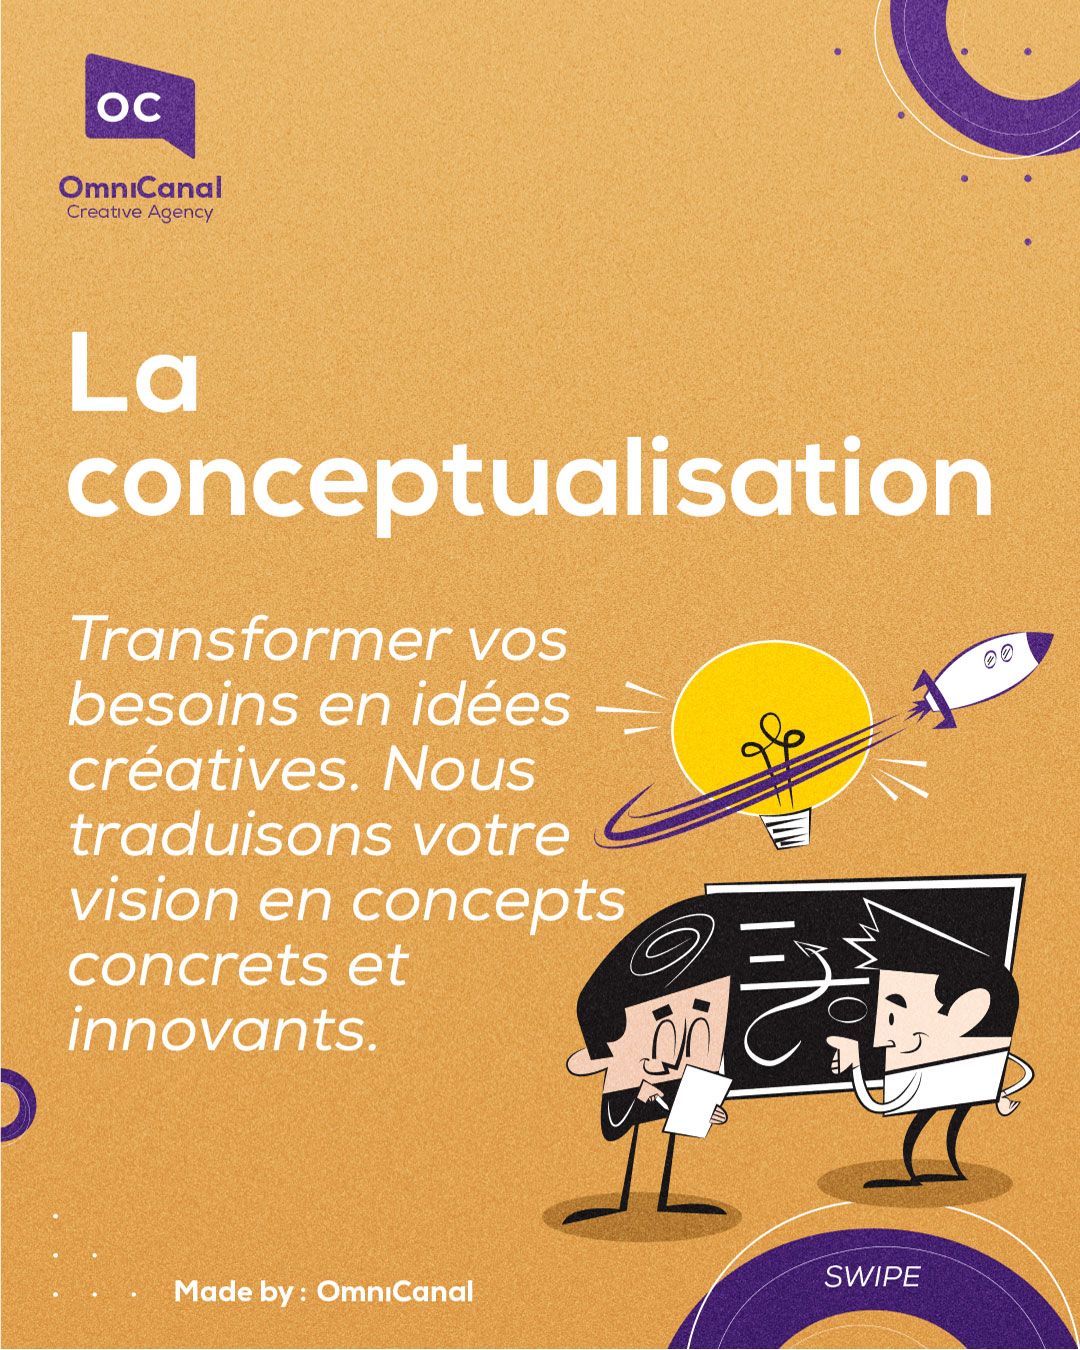 OC
OmniCanal
Creative Agency
La
conceptualisation
Transformer vos
besoins en idées
créatives. Nous
traduisons votre
vision en concepts
concrets et
innovants.
Made by : OmniCanal
SWIPE